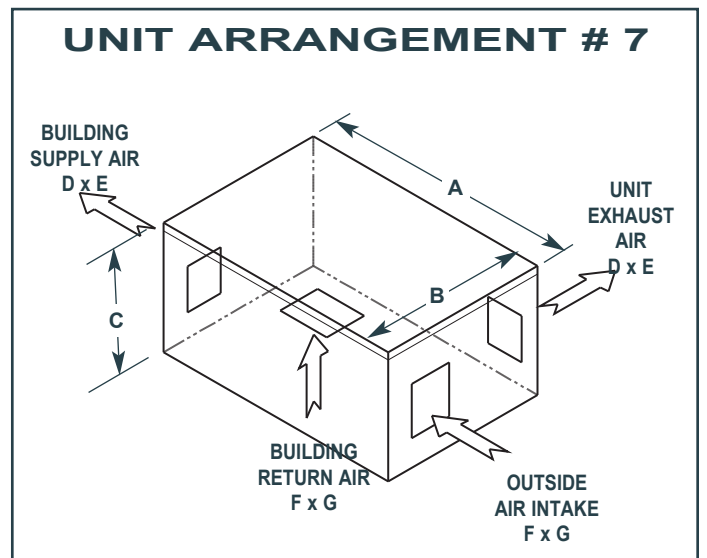 UNIT ARRANGEMENT # 7
BUILDING
SUPPLY AIR
D x E
A
UNIT
EXHAUST
AIR
D x E
B
C
BUILDING
RETURN AIR
F x G
OUTSIDE
AIR INTAKE
F x G